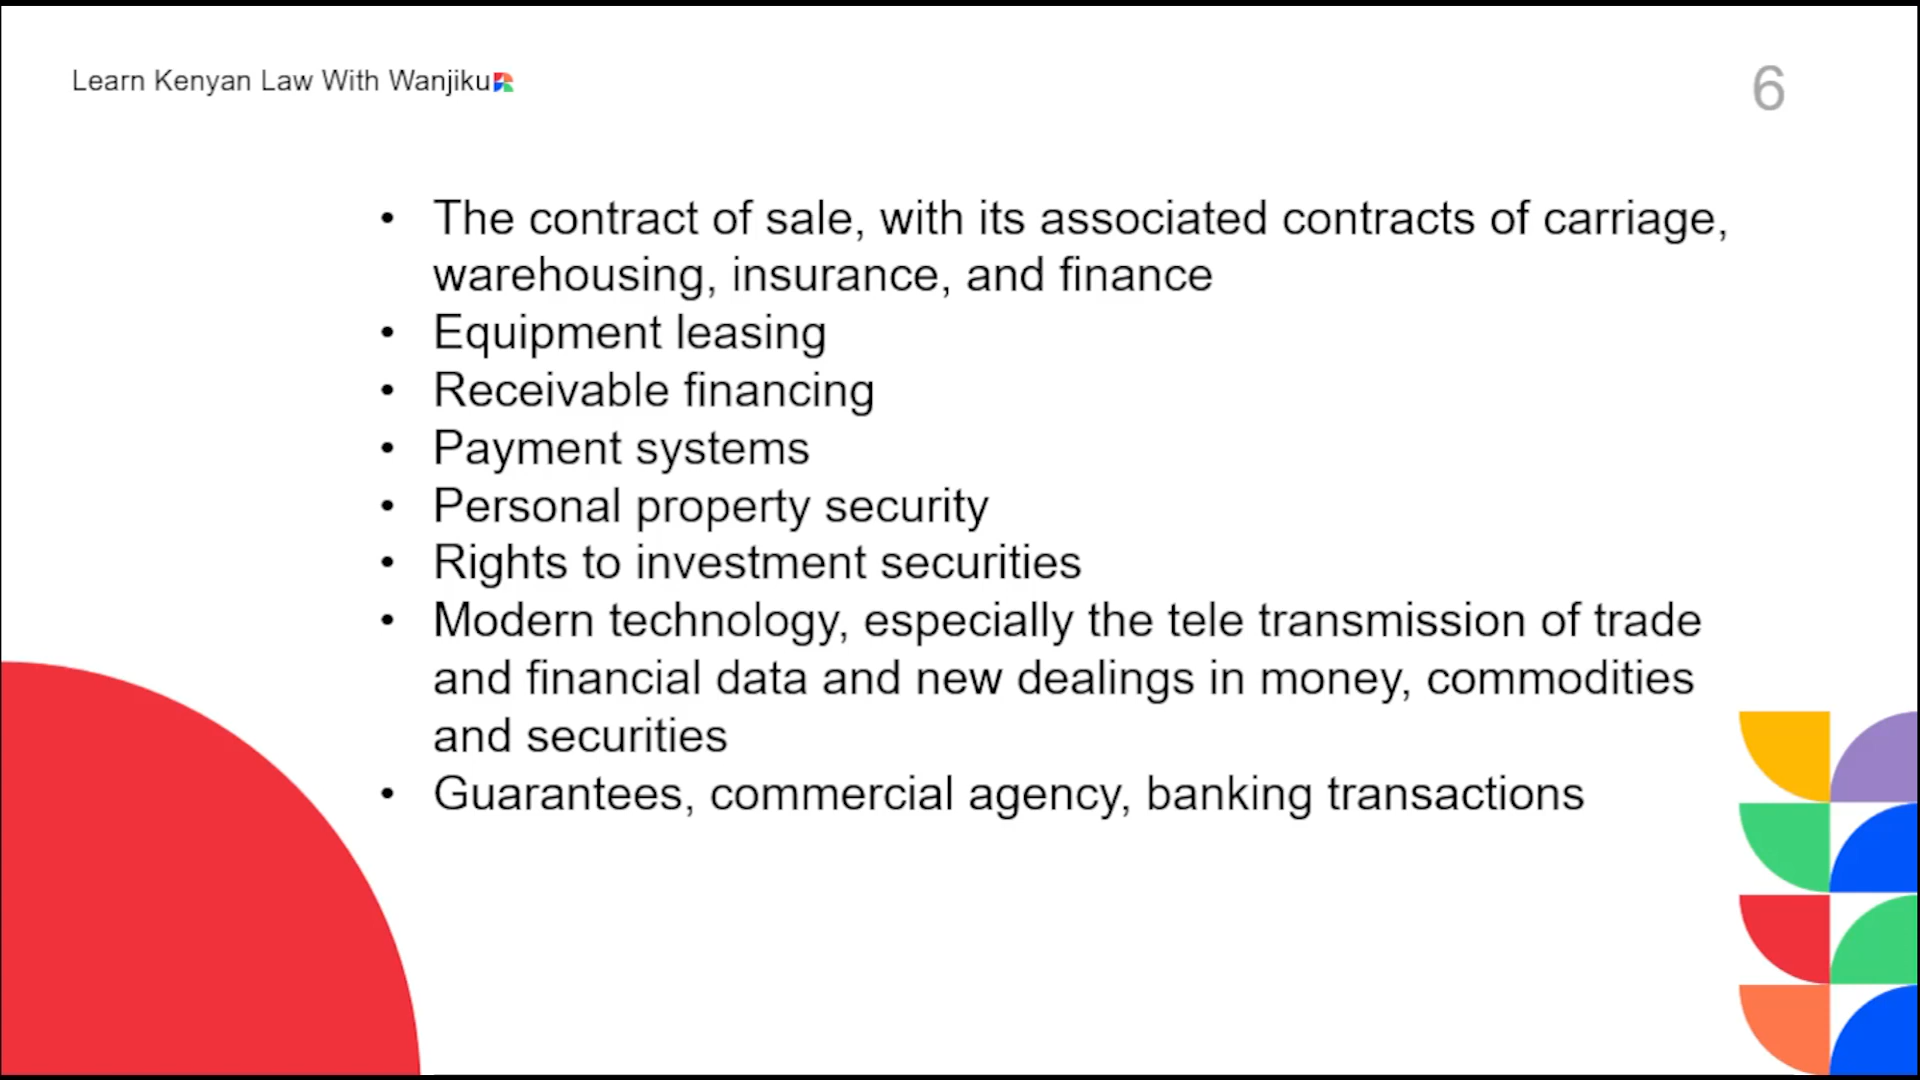 Learn Kenyan Law With Wanjiku
6
• The contract of sale, with its associated contracts of carriage,
warehousing, insurance, and finance
• Equipment leasing
• Receivable financing
• Payment systems
• Personal property security
• Rights to investment securities
• Modern technology, especially the tele transmission of trade
and financial data and new dealings in money, commodities
and securities
• Guarantees, commercial agency, banking transactions